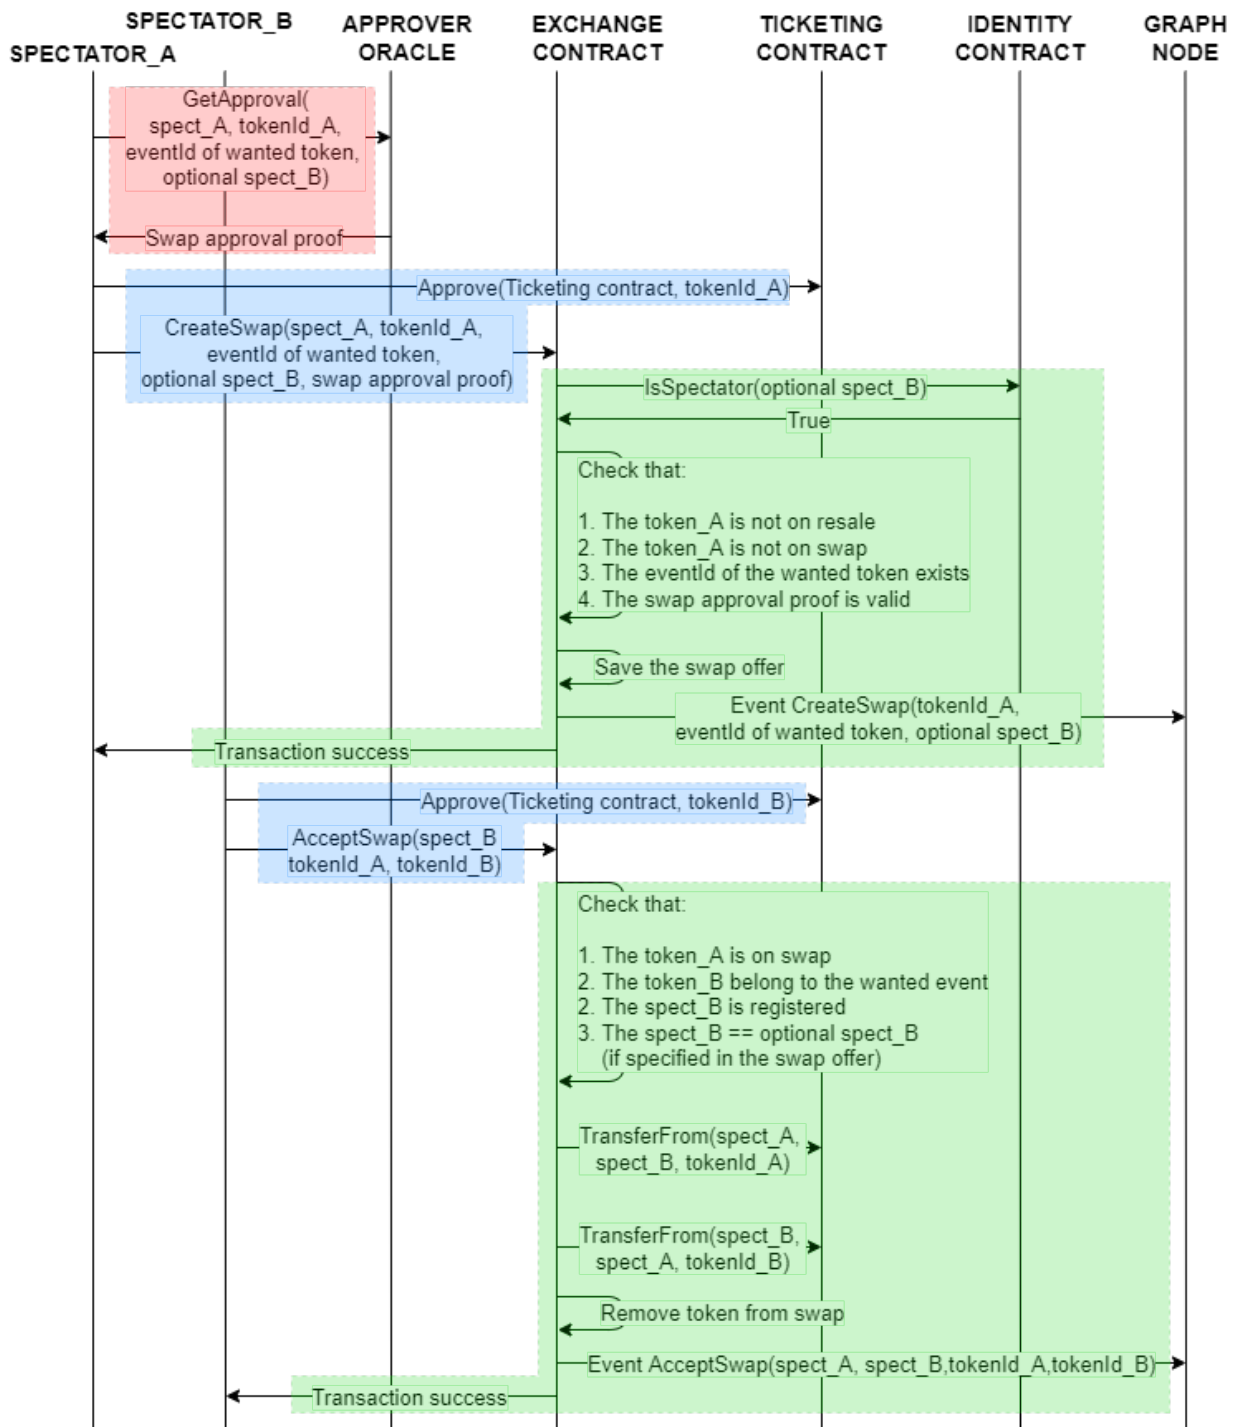 SPECTATOR_A
SPECTATOR_B
APPROVER
ORACLE
EXCHANGE
CONTRACT
TICKETING
CONTRACT
IDENTITY
CONTRACT
GRAPH
NODE
GetApproval(
spect_A, tokenId_A,
eventId of wanted token,
optional spect_B)
Swap approval proof
Approve(Ticketing contract, tokenId_A)
CreateSwap(spect_A, tokenId_A,
eventId of wanted token,
optional spect_B, swap approval proof)
IsSpectator(optional spect_B)
True
Check that:
1. The token_A is not on resale
2. The token_A is not on swap
3. The eventId of the wanted token exists
4. The swap approval proof is valid
Save the swap offer
Event CreateSwap(tokenId_A,
eventId of wanted token, optional spect_B)
Transaction success
Approve(Ticketing contract, tokenId_B)
AcceptSwap(spect_B
tokenId_A, tokenId_B)
Check that:
1. The token_A is on swap
2. The token_B belong to the wanted event
2. The spect_B is registered
3. The spect_B == optional spect_B
(if specified in the swap offer)
TransferFrom(spect_A,
spect_B, tokenId_A)
TransferFrom(spect_B,
spect_A, tokenId_B)
Remove token from swap
Event AcceptSwap(spect_A, spect_B,tokenId_A,tokenId_B)
Transaction success